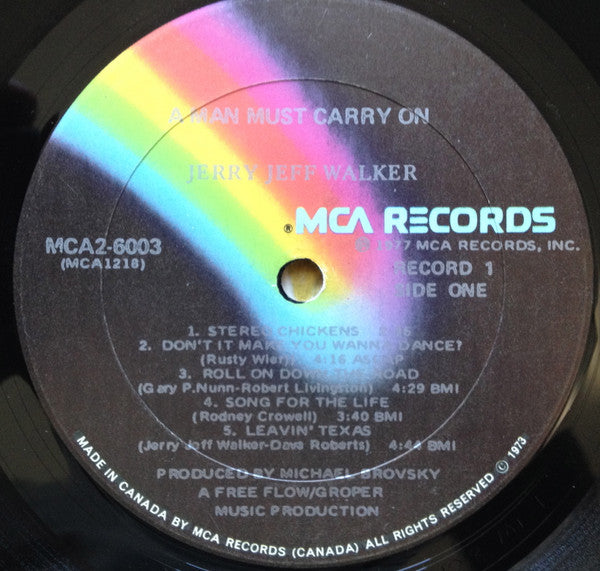 A MAN MUST CARRY ON
JERRY JEFF WALKER
® MCA RECORDS
MCA2-6003
(MCA1218)
Ⓟ 1977 MCA RECORDS, INC.
RECORD 1
SIDE ONE
1. STEREO CHICKENS
2. DON'T IT MAKE YOU WANNA DANCE?
(Rusty Wier) 4:16 ASCAP
3. ROLL ON DOWN THE ROAD
(Gary P.Nunn-Robert Livingston) 4:29 BMI
4. SONG FOR THE LIFE
(Rodney Crowell) 3:40 BMI
5. LEAVIN' TEXAS
(Jerry Jeff Walker-Dave Roberts) 4:44 BMI
PRODUCED BY MICHAEL BROVSKY
A FREE FLOW/GROPER
MUSIC PRODUCTION
MADE IN CANADA BY MCA RECORDS (CANADA) ALL RIGHTS RESERVED © 1973